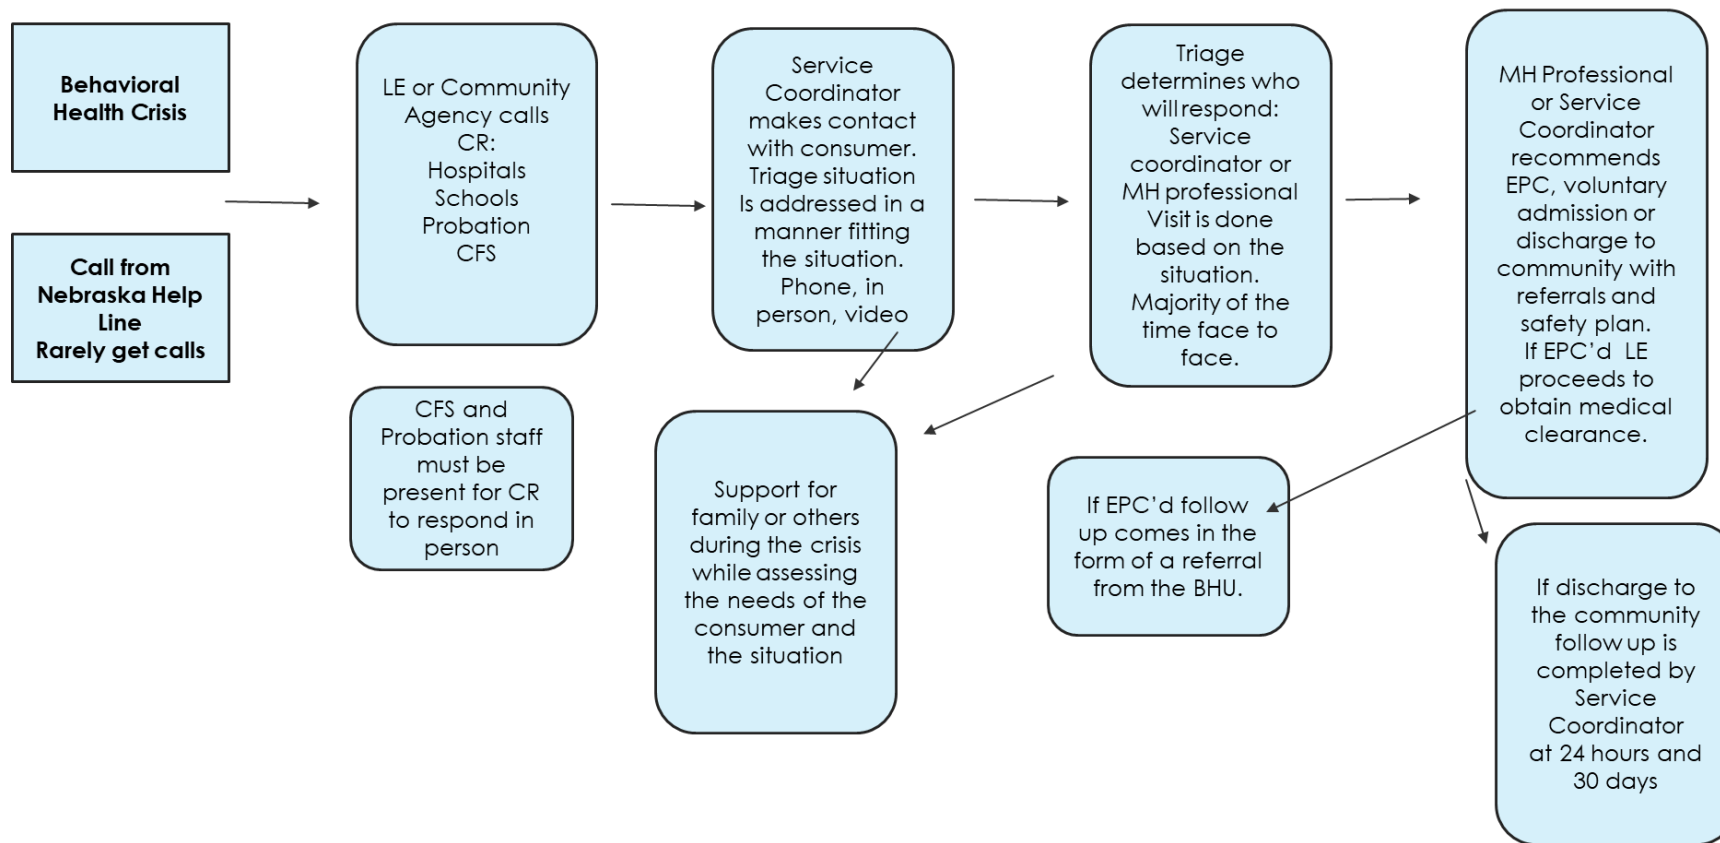 Behavioral
Health Crisis
Call from
Nebraska Help
Line
Rarely get calls
LE or Community
Agency calls
CR:
Hospitals
Schools
Probation
CFS
CFS and
Probation staff
must be
present for CR
to respond in
person
Service
Coordinator
makes contact
with consumer.
Triage situation
Is addressed in a
manner fitting
the situation.
Phone, in
person, video
Support for
family or others
during the crisis
while assessing
the needs of the
consumer and
the situation
Triage
determines who
will respond:
Service
coordinator or
MH professional
Visit is done
based on the
situation.
Majority of the
time face to
face.
If EPC’d follow
up comes in the
form of a referral
from the BHU.
MH Professional
or Service
Coordinator
recommends
EPC, voluntary
admission or
discharge to
community with
referrals and
safety plan.
If EPC’d LE
proceeds to
obtain medical
clearance.
If discharge to
the community
follow up is
completed by
Service
Coordinator
at 24 hours and
30 days